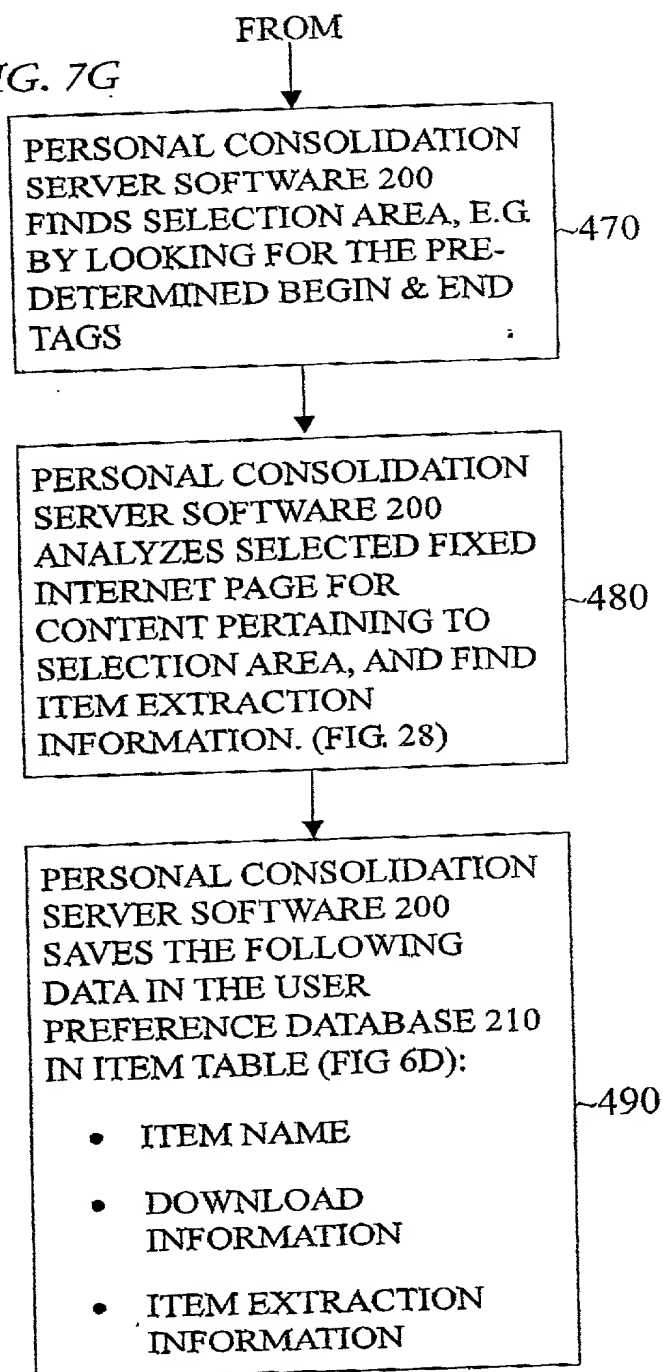 FROM
IG. 7G
PERSONAL CONSOLIDATION
SERVER SOFTWARE 200
FINDS SELECTION AREA, E.G.
BY LOOKING FOR THE PRE-
DETERMINED BEGIN & END
TAGS
~470
PERSONAL CONSOLIDATION
SERVER SOFTWARE 200
ANALYZES SELECTED FIXED
INTERNET PAGE FOR
CONTENT PERTAINING TO
SELECTION AREA, AND FIND
ITEM EXTRACTION
INFORMATION. (FIG. 28)
~480
PERSONAL CONSOLIDATION
SERVER SOFTWARE 200
SAVES THE FOLLOWING
DATA IN THE USER
PREFERENCE DATABASE 210
IN ITEM TABLE (FIG 6D):
• ITEM NAME
• DOWNLOAD
INFORMATION
• ITEM EXTRACTION
INFORMATION
~490